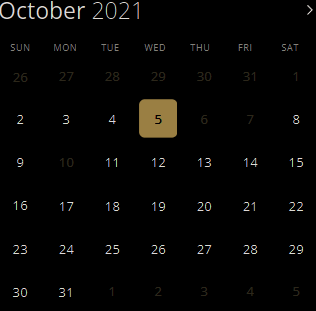 October 2021
SUN MON TUE WED THU FRI SAT
26 27 28 29 30 31 1
2 3 4 5 6 7 8
9 10 11 12 13 14 15
16 17 18 19 20 21 22
23 24 25 26 27 28 29
30 31 1 2 3 4 5